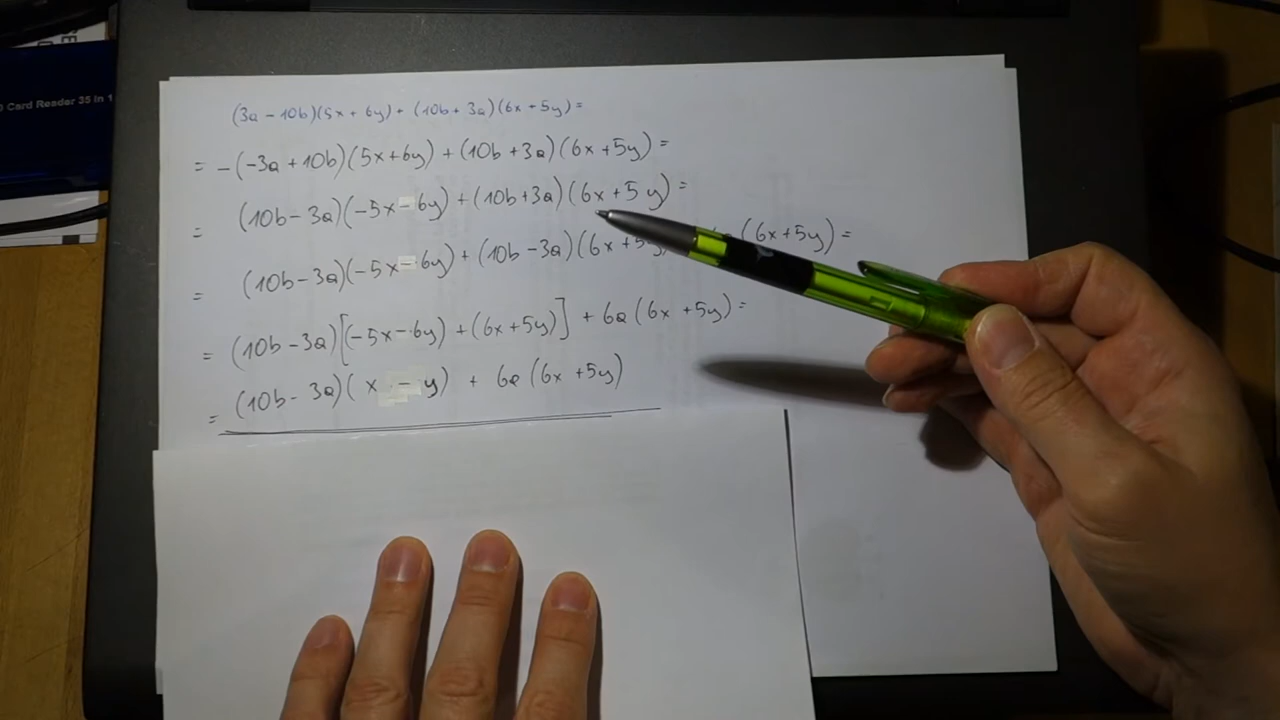 Card Reader 35 in 1
(3a - 10b)(5x + 6y) + (10b + 3a)(6x + 5y) =
= -(-3a + 10b)(5x + 6y) + (10b + 3a)(6x + 5y) =
= (10b - 3a)(-5x - 6y) + (10b + 3a)(6x + 5y) =
= (10b - 3a)(-5x - 6y) + (10b - 3a)(6x + 5y (6x + 5y) =
= (10b - 3a)[(-5x - 6y) + (6x + 5y)] + 6a(6x + 5y) =
= (10b - 3a)(x - y) + 6a(6x + 5y)